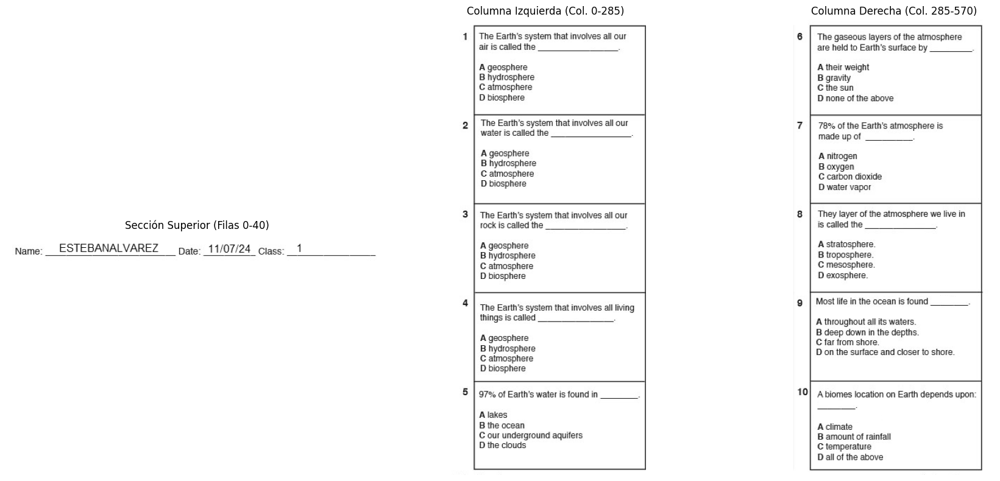 Sección Superior (Filas 0-40)
Name: ESTEBANALVAREZ Date: 11/07/24 Class: 1
Columna Izquierda (Col. 0-285)
1 The Earth's system that involves all our
air is called the _________________.
A geosphere
B hydrosphere
C atmosphere
D biosphere
2 The Earth's system that involves all our
water is called the _________________.
A geosphere
B hydrosphere
C atmosphere
D biosphere
3 The Earth's system that involves all our
rock is called the _________________.
A geosphere
B hydrosphere
C atmosphere
D biosphere
4 The Earth's system that involves all living
things is called ________________.
A geosphere
B hydrosphere
C atmosphere
D biosphere
5 97% of Earth's water is found in ________.
A lakes
B the ocean
C our underground aquifers
D the clouds
Columna Derecha (Col. 285-570)
6 The gaseous layers of the atmosphere
are held to Earth's surface by _________.
A their weight
B gravity
C the sun
D none of the above
7 78% of the Earth's atmosphere is
made up of __________.
A nitrogen
B oxygen
C carbon dioxide
D water vapor
8 They layer of the atmosphere we live in
is called the _______________.
A stratosphere.
B troposphere.
C mesosphere.
D exosphere.
9 Most life in the ocean is found ________.
A throughout all its waters.
B deep down in the depths.
C far from shore.
D on the surface and closer to shore.
10 A biomes location on Earth depends upon:
________.
A climate
B amount of rainfall
C temperature
D all of the above